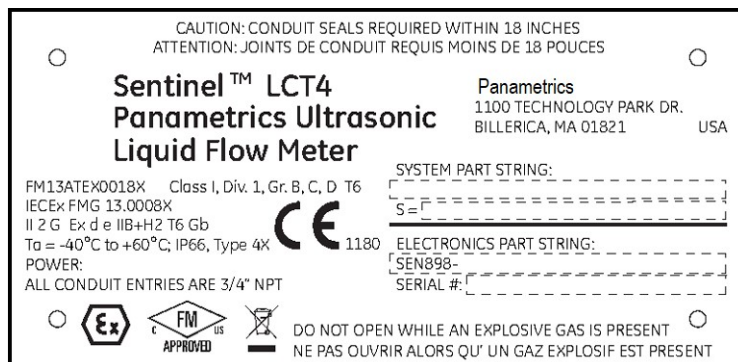 CAUTION: CONDUIT SEALS REQUIRED WITHIN 18 INCHES
ATTENTION: JOINTS DE CONDUIT REQUIS MOINS DE 18 POUCES
Sentinel™ LCT4
Panametrics Ultrasonic
Liquid Flow Meter
Panametrics
1100 TECHNOLOGY PARK DR.
BILLERICA, MA 01821 USA
FM13ATEX0018X Class I, Div. 1, Gr. B, C, D T6
IECEx FMG 13.0008X
II 2 G Ex d e IIB+H2 T6 Gb
Ta = -40°C to +60°C; IP66, Type 4X
POWER:
ALL CONDUIT ENTRIES ARE 3/4" NPT
CE 1180
SYSTEM PART STRING:
S=
ELECTRONICS PART STRING:
SEN898-
SERIAL #:
Ex
C FM US
APPROVED
DO NOT OPEN WHILE AN EXPLOSIVE GAS IS PRESENT
NE PAS OUVRIR ALORS QU' UN GAZ EXPLOSIF EST PRESENT